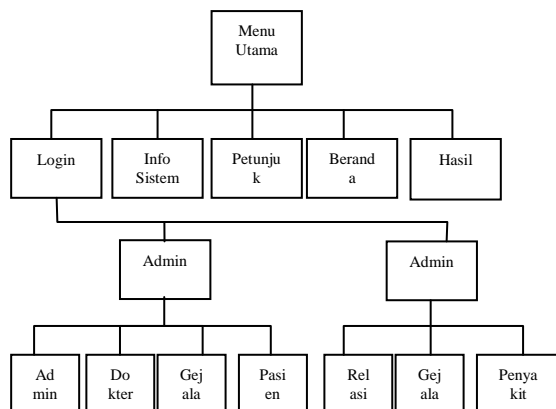 Menu
Utama
Login
Info
Sistem
Petunju
k
Berand
a
Hasil
Admin
Admin
Ad
min
Do
kter
Gej
ala
Pasi
en
Rel
asi
Gej
ala
Penya
kit